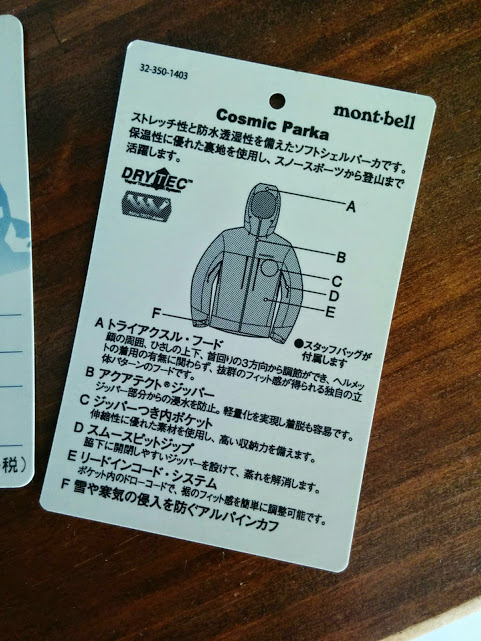 32-350-1403
mont-bell
Cosmic Parka
ストレッチ性と防水透湿性を備えたソフトシェルパーカです。
保温性に優れた裏地を使用し、スノースポーツから登山まで
活躍します。
DRYTEC™
A
B
C
D
E
F
●スタッフバッグが
付属します
A トライアクスル・フード
顔の周囲、ひさしの上下、首回りの3方向から調節ができ、ヘルメッ
トの着用の有無に関わらず、抜群のフィット感が得られる独自の立
体パターンのフードです。
B アクアテクト®ジッパー
ジッパー部分からの浸水を防止。軽量化を実現し着脱も容易です。
C ジッパーつき内ポケット
伸縮性に優れた素材を使用し、高い収納力を備えます。
D スムースピットジップ
脇下に開閉しやすいジッパーを設けて、蒸れを解消します。
E リードインコード・システム
ポケット内のドローコードで、裾のフィット感を簡単に調整可能です。
F 雪や寒気の侵入を防ぐアルパインカフ
税)